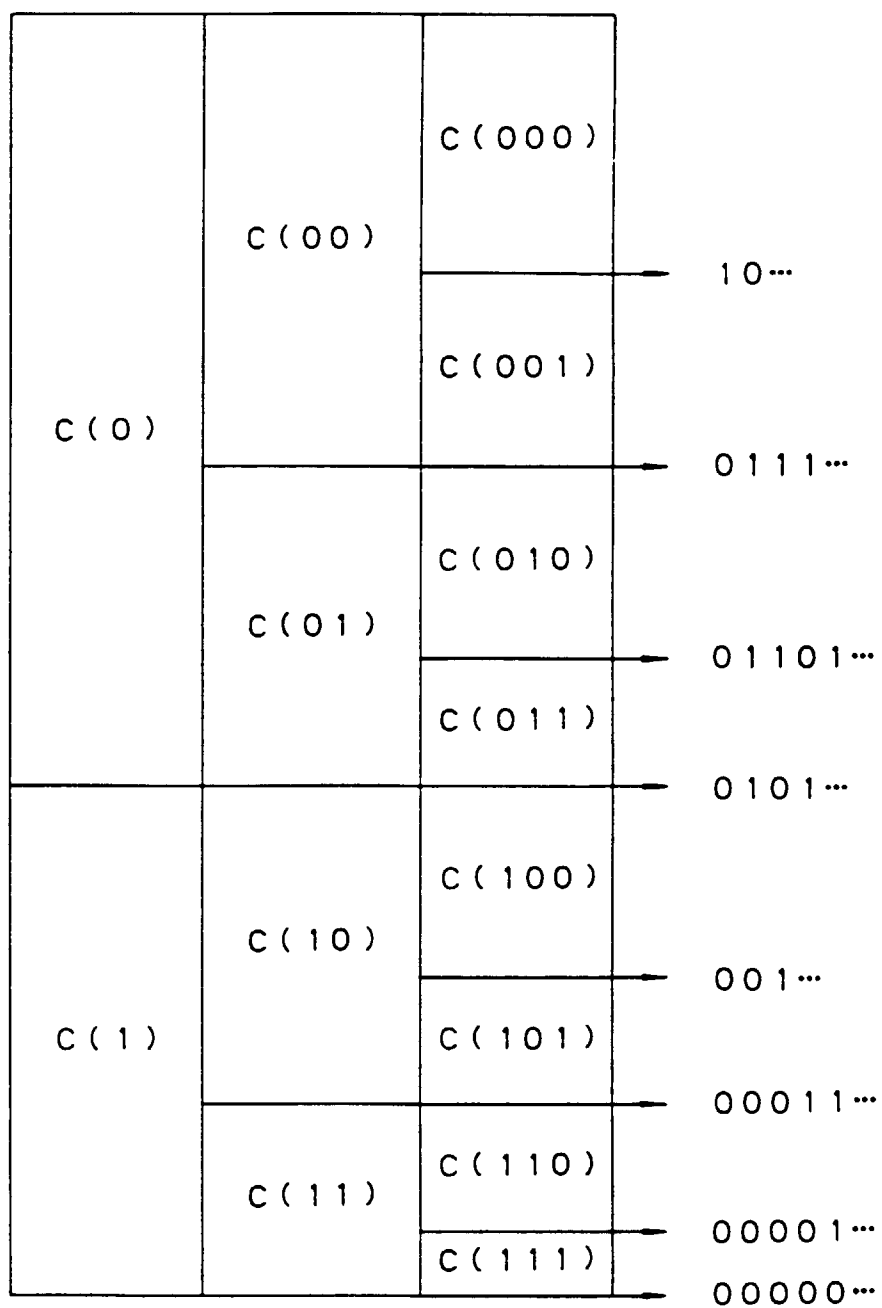 C(000)
C(00)
10…
C(001)
C(0)
0111…
C(010)
C(01)
01101…
C(011)
0101…
C(100)
C(10)
001…
C(1)
C(101)
00011…
C(110)
C(11)
00001…
C(111)
00000…